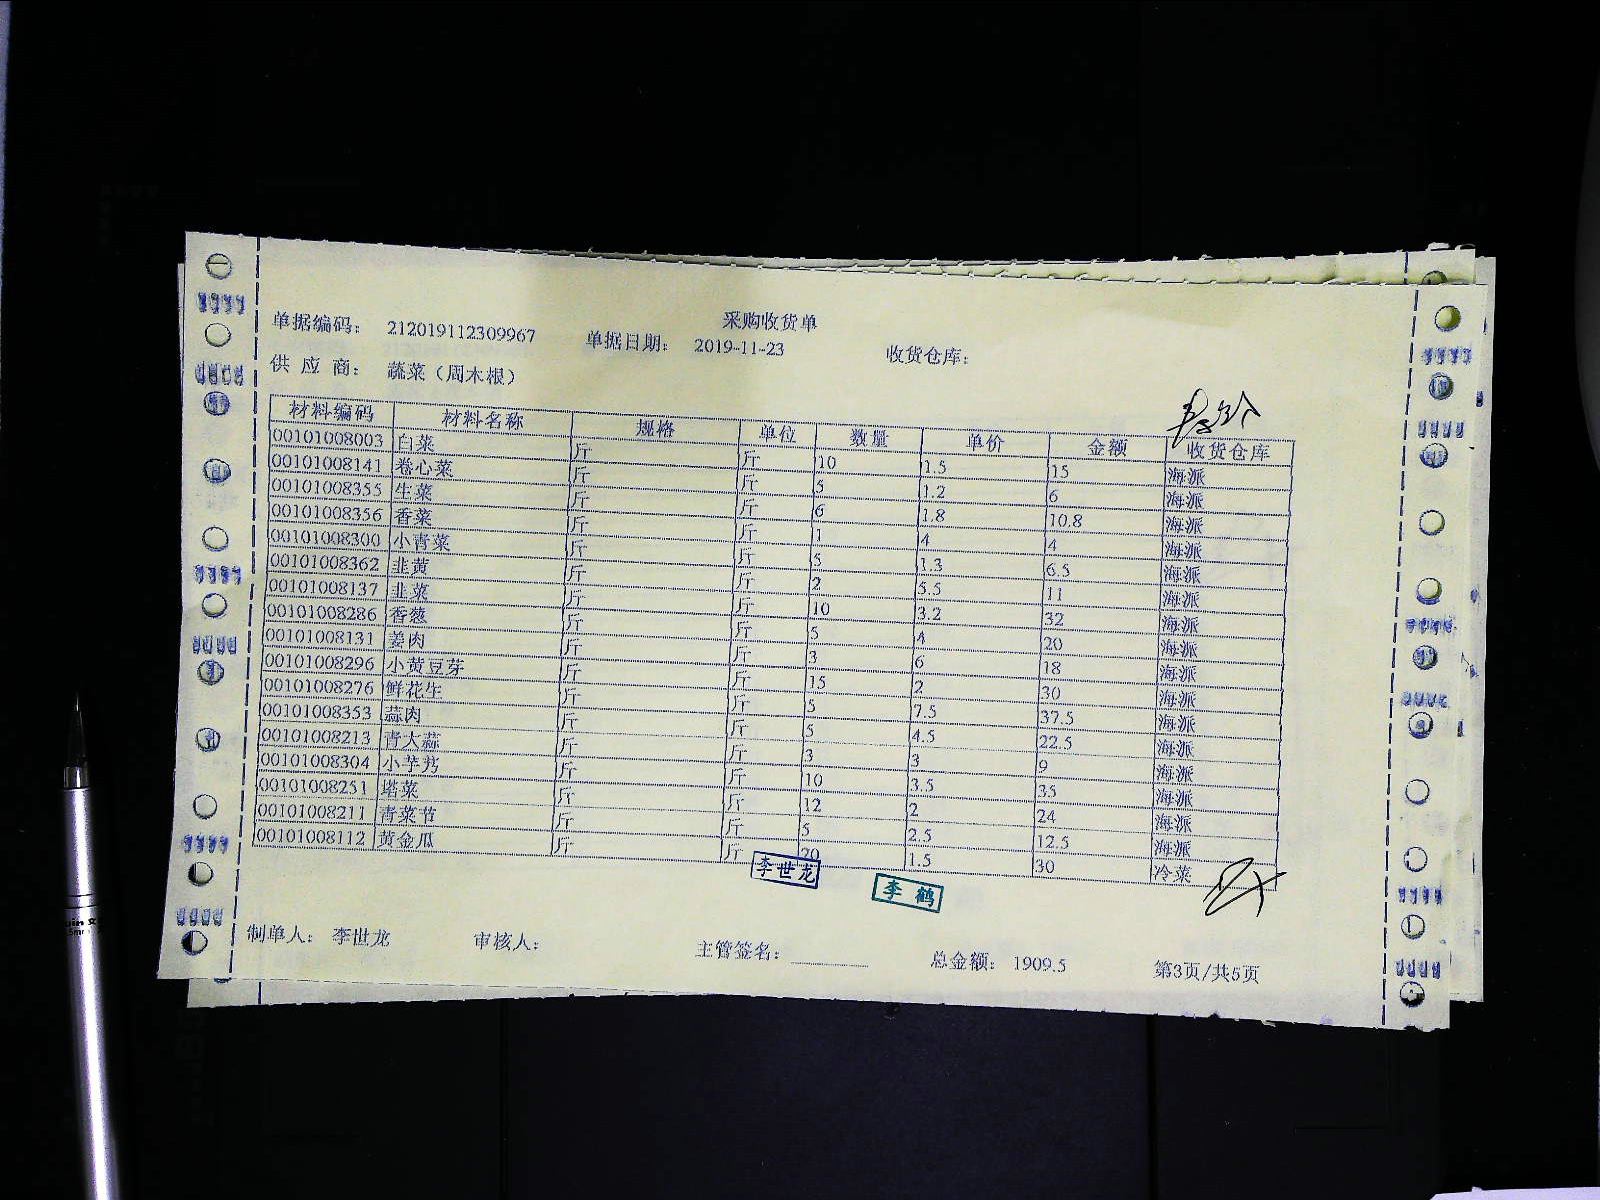 采购收货单
单据编码： 212019112309967 单据日期： 2019-11-23 收货仓库：
供 应 商： 蔬菜（周木根）
材料编码 材料名称 规格 单位 数量 单价 金额 收货仓库
00101008003 白菜 斤 斤 10 1.5 15 海派
00101008141 卷心菜 斤 斤 5 1.2 6 海派
00101008355 生菜 斤 斤 6 1.8 10.8 海派
00101008356 香菜 斤 斤 1 4 4 海派
00101008300 小青菜 斤 斤 5 1.3 6.5 海派
00101008362 韭黄 斤 斤 2 5.5 11 海派
00101008137 韭菜 斤 斤 10 3.2 32 海派
00101008286 香葱 斤 斤 5 4 20 海派
00101008131 姜肉 斤 斤 3 6 18 海派
00101008296 小黄豆芽 斤 斤 15 2 30 海派
00101008276 鲜花生 斤 斤 5 7.5 37.5 海派
00101008353 蒜肉 斤 斤 5 4.5 22.5 海派
00101008213 青大蒜 斤 斤 3 3 9 海派
00101008304 小芋艿 斤 斤 10 3.5 35 海派
00101008251 塔菜 斤 斤 12 2 24 海派
00101008211 青菜节 斤 斤 5 2.5 12.5 海派
00101008112 黄金瓜 斤 斤 20 1.5 30 冷菜
李世龙 李鹤
制单人： 李世龙 审核人： 主管签名： 总金额： 1909.5 第3页/共5页